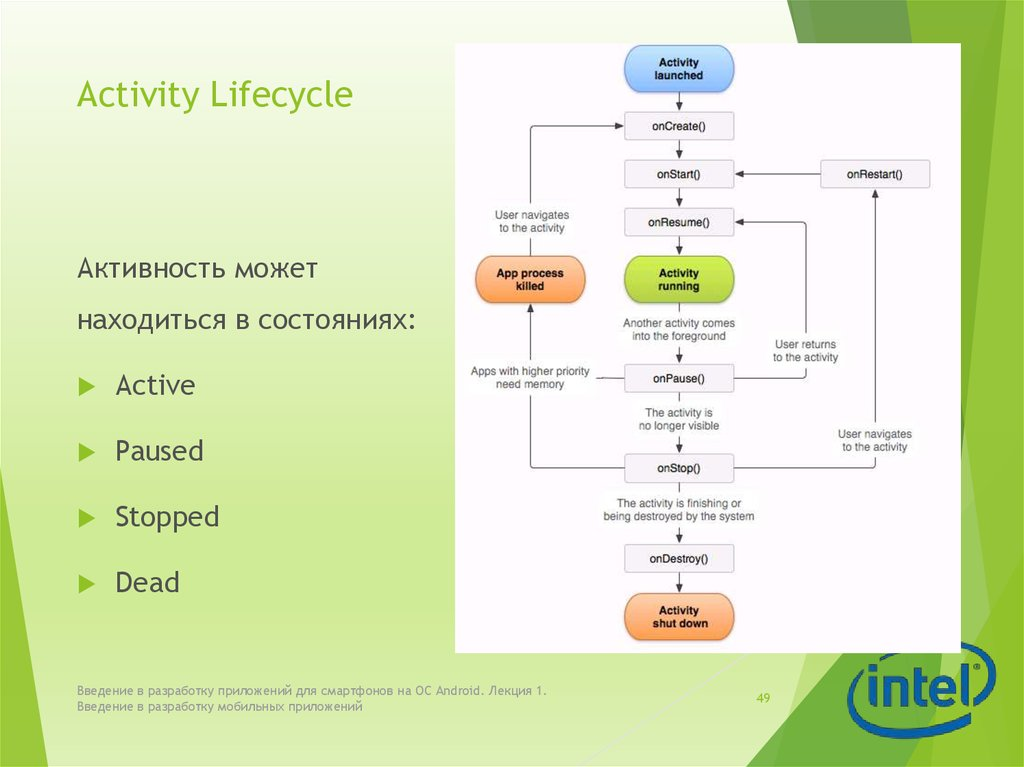 Activity Lifecycle
Активность может
находиться в состояниях:
Active
Paused
Stopped
Dead
Activity
launched
onCreate()
onStart()
onRestart()
onResume()
User navigates
to the activity
App process
killed
Activity
running
Another activity comes
into the foreground
User returns
to the activity
Apps with higher priority
need memory
onPause()
The activity is
no longer visible
User navigates
to the activity
onStop()
The activity is finishing or
being destroyed by the system
onDestroy()
Activity
shut down
Введение в разработку приложений для смартфонов на ОС Android. Лекция 1.
Введение в разработку мобильных приложений
49
intel®